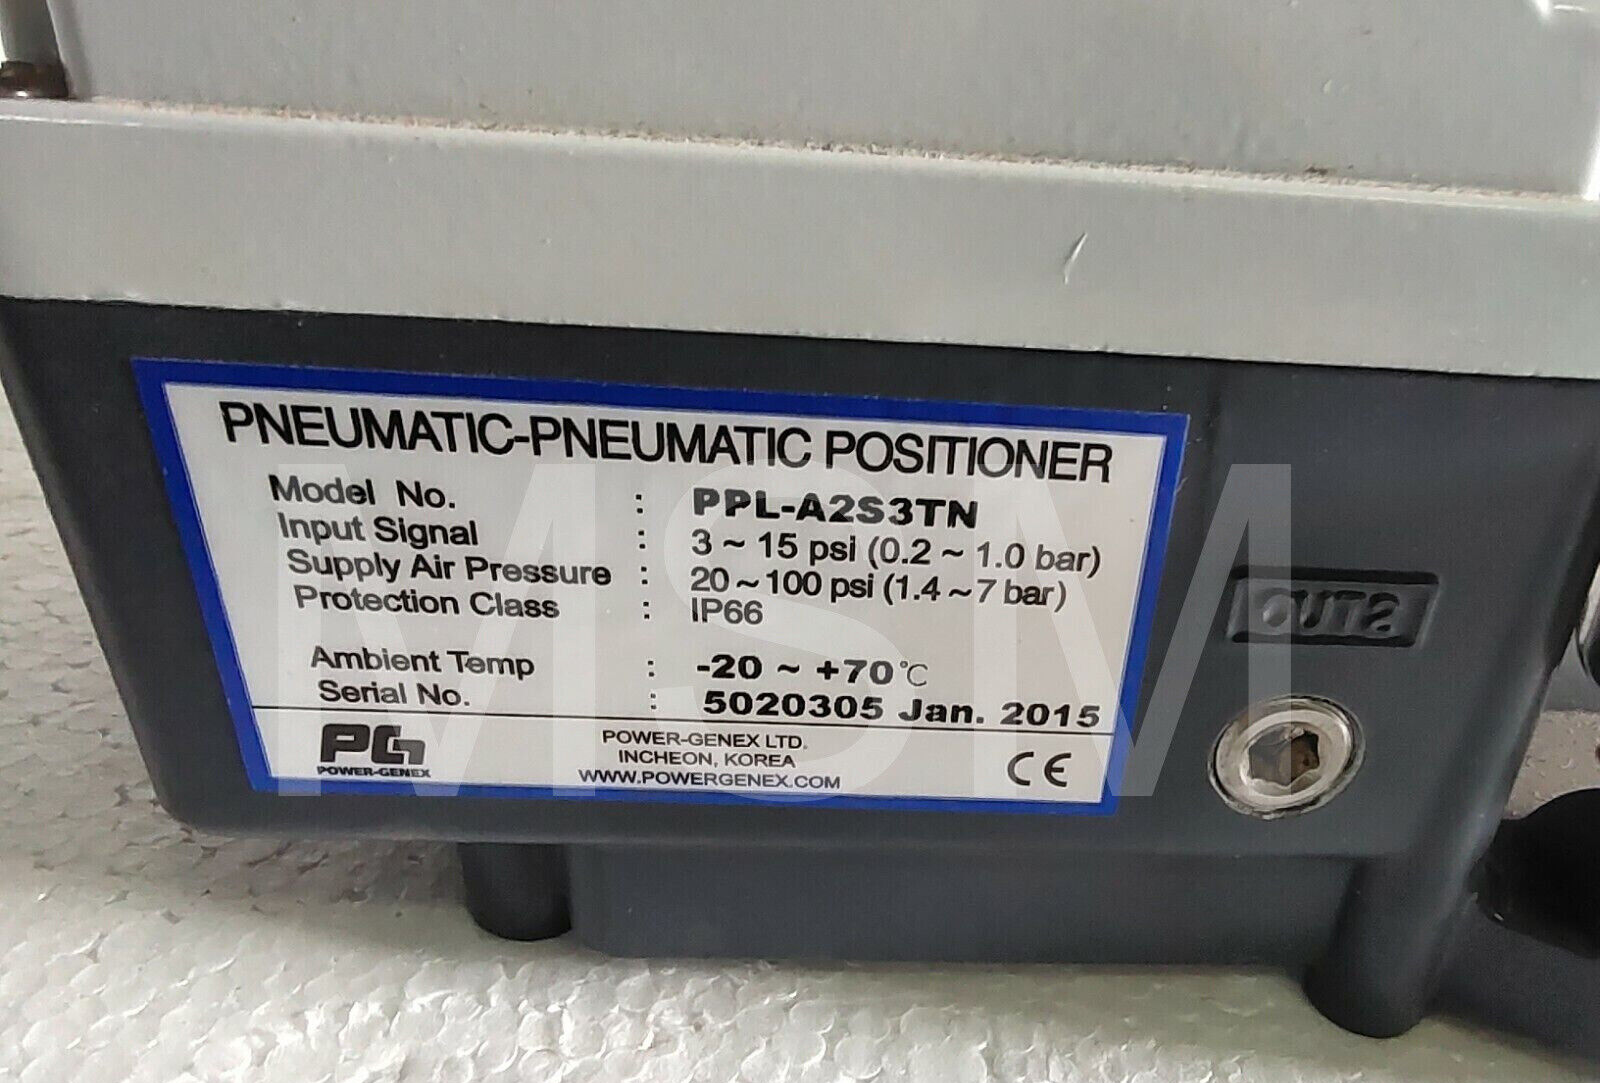 PNEUMATIC-PNEUMATIC POSITIONER
Model No. : PPL-A2S3TN
Input Signal : 3 ~ 15 psi (0.2 ~ 1.0 bar)
Supply Air Pressure : 20 ~ 100 psi (1.4 ~ 7 bar)
Protection Class : IP66
Ambient Temp : -20 ~ +70℃
Serial No. : 5020305 Jan. 2015
PG
POWER-GENEX
POWER-GENEX LTD.
INCHEON, KOREA
WWW.POWERGENEX.COM
CE
OUT2
MSM